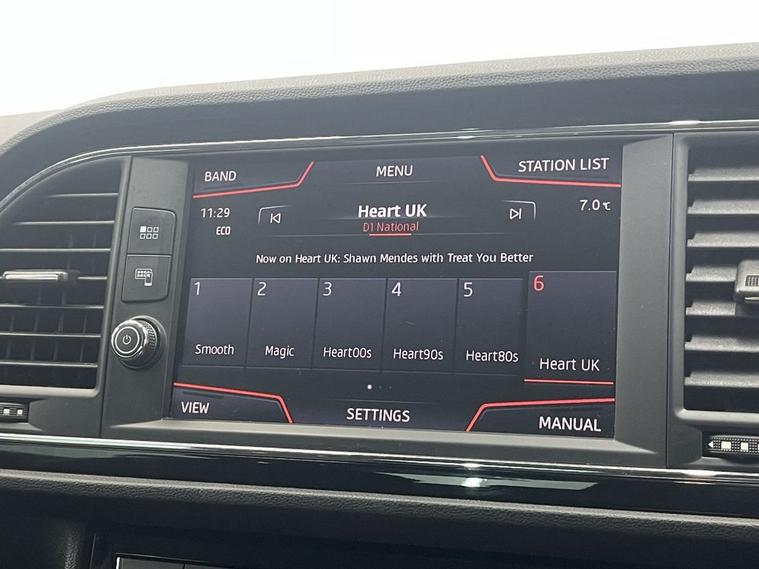 BAND
MENU
STATION LIST
11:29
Heart UK
7.0℃
ECO
D1 National
Now on Heart UK: Shawn Mendes with Treat You Better
1
2
3
4
5
6
Smooth
Magic
Heart00s
Heart90s
Heart80s
Heart UK
VIEW
SETTINGS
MANUAL